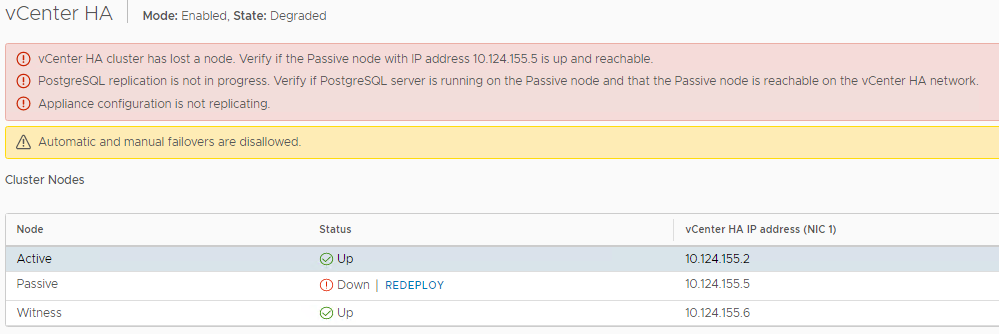 vCenter HA | Mode: Enabled, State: Degraded
vCenter HA cluster has lost a node. Verify if the Passive node with IP address 10.124.155.5 is up and reachable.
PostgreSQL replication is not in progress. Verify if PostgreSQL server is running on the Passive node and that the Passive node is reachable on the vCenter HA network.
Appliance configuration is not replicating.
Automatic and manual failovers are disallowed.
Cluster Nodes
Node Status vCenter HA IP address (NIC 1)
Active Up 10.124.155.2
Passive Down | REDEPLOY 10.124.155.5
Witness Up 10.124.155.6